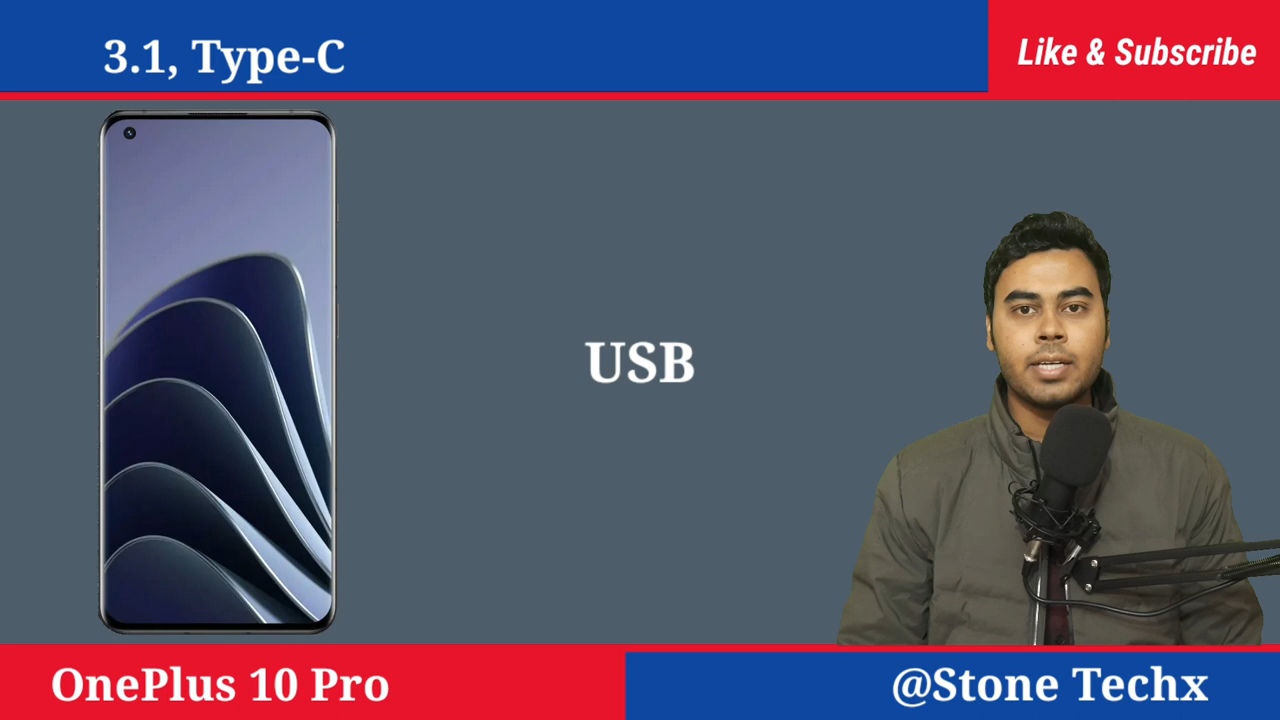 3.1, Type-C
Like & Subscribe
USB
OnePlus 10 Pro
@Stone Techx